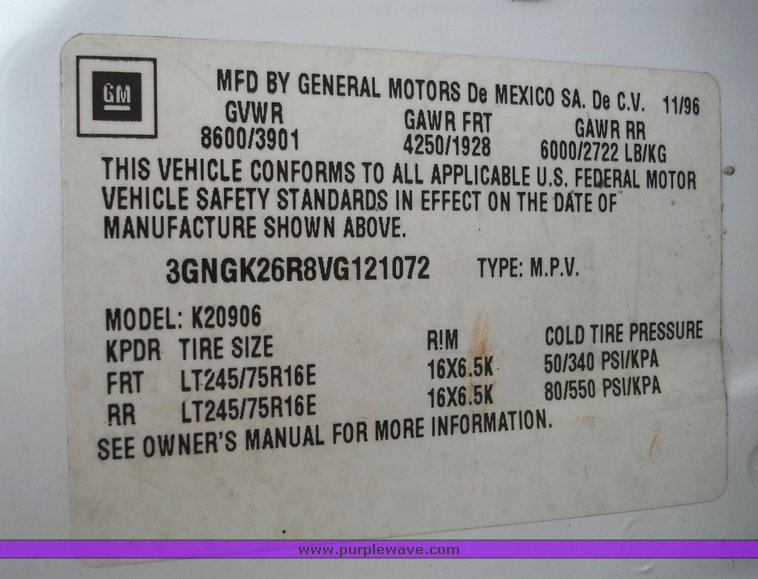 GM
MFD BY GENERAL MOTORS De MEXICO SA. De C.V. 11/96
GVWR GAWR FRT GAWR RR
8600/3901 4250/1928 6000/2722 LB/KG
THIS VEHICLE CONFORMS TO ALL APPLICABLE U.S. FEDERAL MOTOR
VEHICLE SAFETY STANDARDS IN EFFECT ON THE DATE OF
MANUFACTURE SHOWN ABOVE.
3GNGK26R8VG121072 TYPE: M.P.V.
MODEL: K20906
KPDR TIRE SIZE RIM COLD TIRE PRESSURE
FRT LT245/75R16E 16X6.5K 50/340 PSI/KPA
RR LT245/75R16E 16X6.5K 80/550 PSI/KPA
SEE OWNER'S MANUAL FOR MORE INFORMATION.
www.purplewave.com